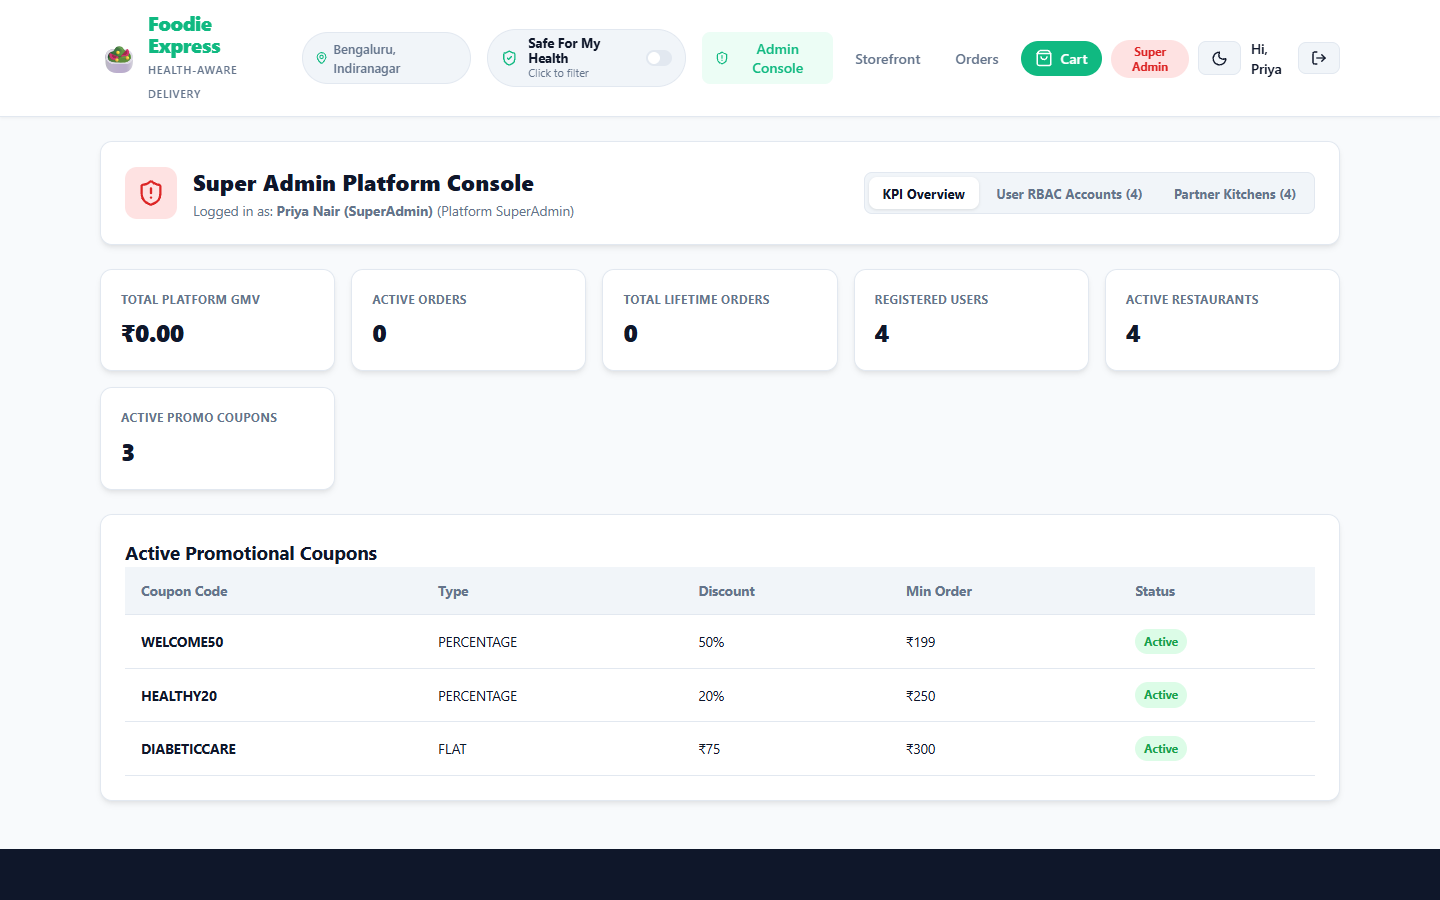 Foodie
Express
HEALTH-AWARE
DELIVERY
Bengaluru,
Indiranagar
Safe For My
Health
Click to filter
Admin
Console
Storefront
Orders
Cart
Super
Admin
Hi,
Priya
Super Admin Platform Console
Logged in as: Priya Nair (SuperAdmin) (Platform SuperAdmin)
KPI Overview
User RBAC Accounts (4)
Partner Kitchens (4)
TOTAL PLATFORM GMV
₹0.00
ACTIVE ORDERS
0
TOTAL LIFETIME ORDERS
0
REGISTERED USERS
4
ACTIVE RESTAURANTS
4
ACTIVE PROMO COUPONS
3
Active Promotional Coupons
Coupon Code Type Discount Min Order Status
WELCOME50 PERCENTAGE 50% ₹199 Active
HEALTHY20 PERCENTAGE 20% ₹250 Active
DIABETICCARE FLAT ₹75 ₹300 Active